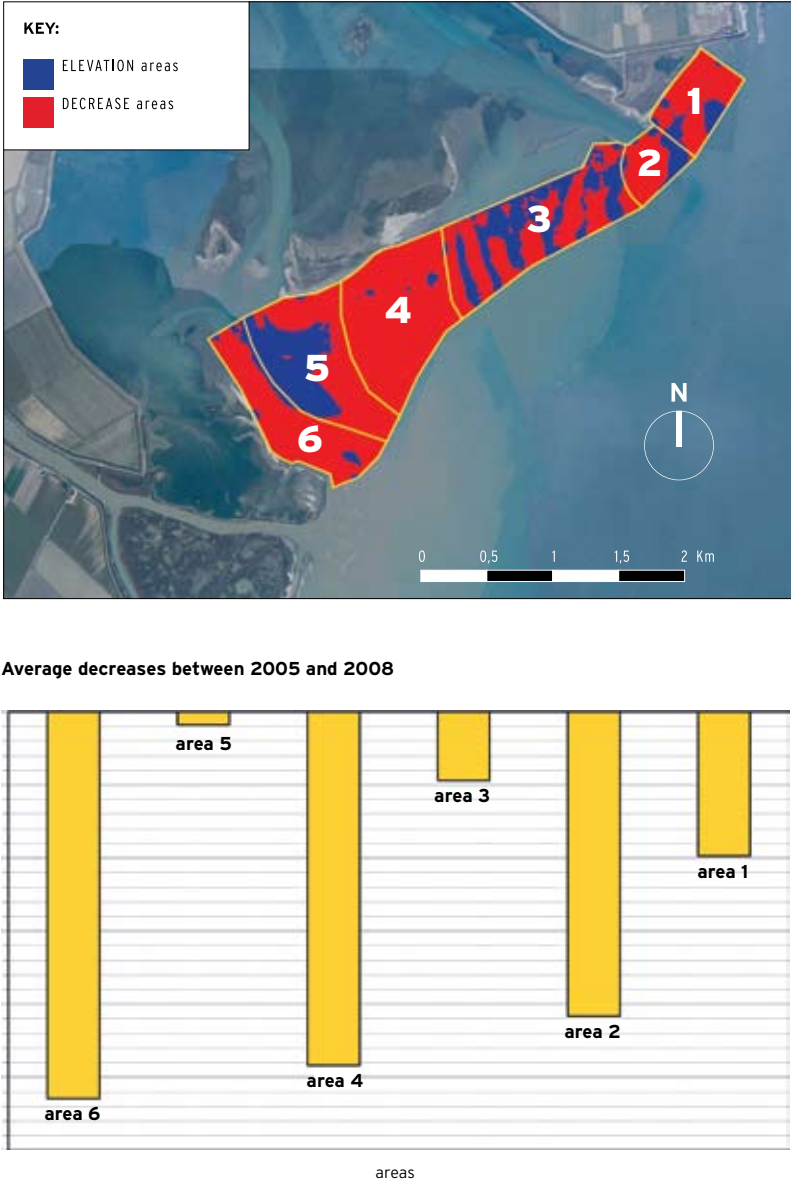 KEY:
ELEVATION areas
DECREASE areas
1
2
3
4
5
6
N
0 0,5 1 1,5 2 Km
Average decreases between 2005 and 2008
area 5
area 3
area 1
area 2
area 4
area 6
areas